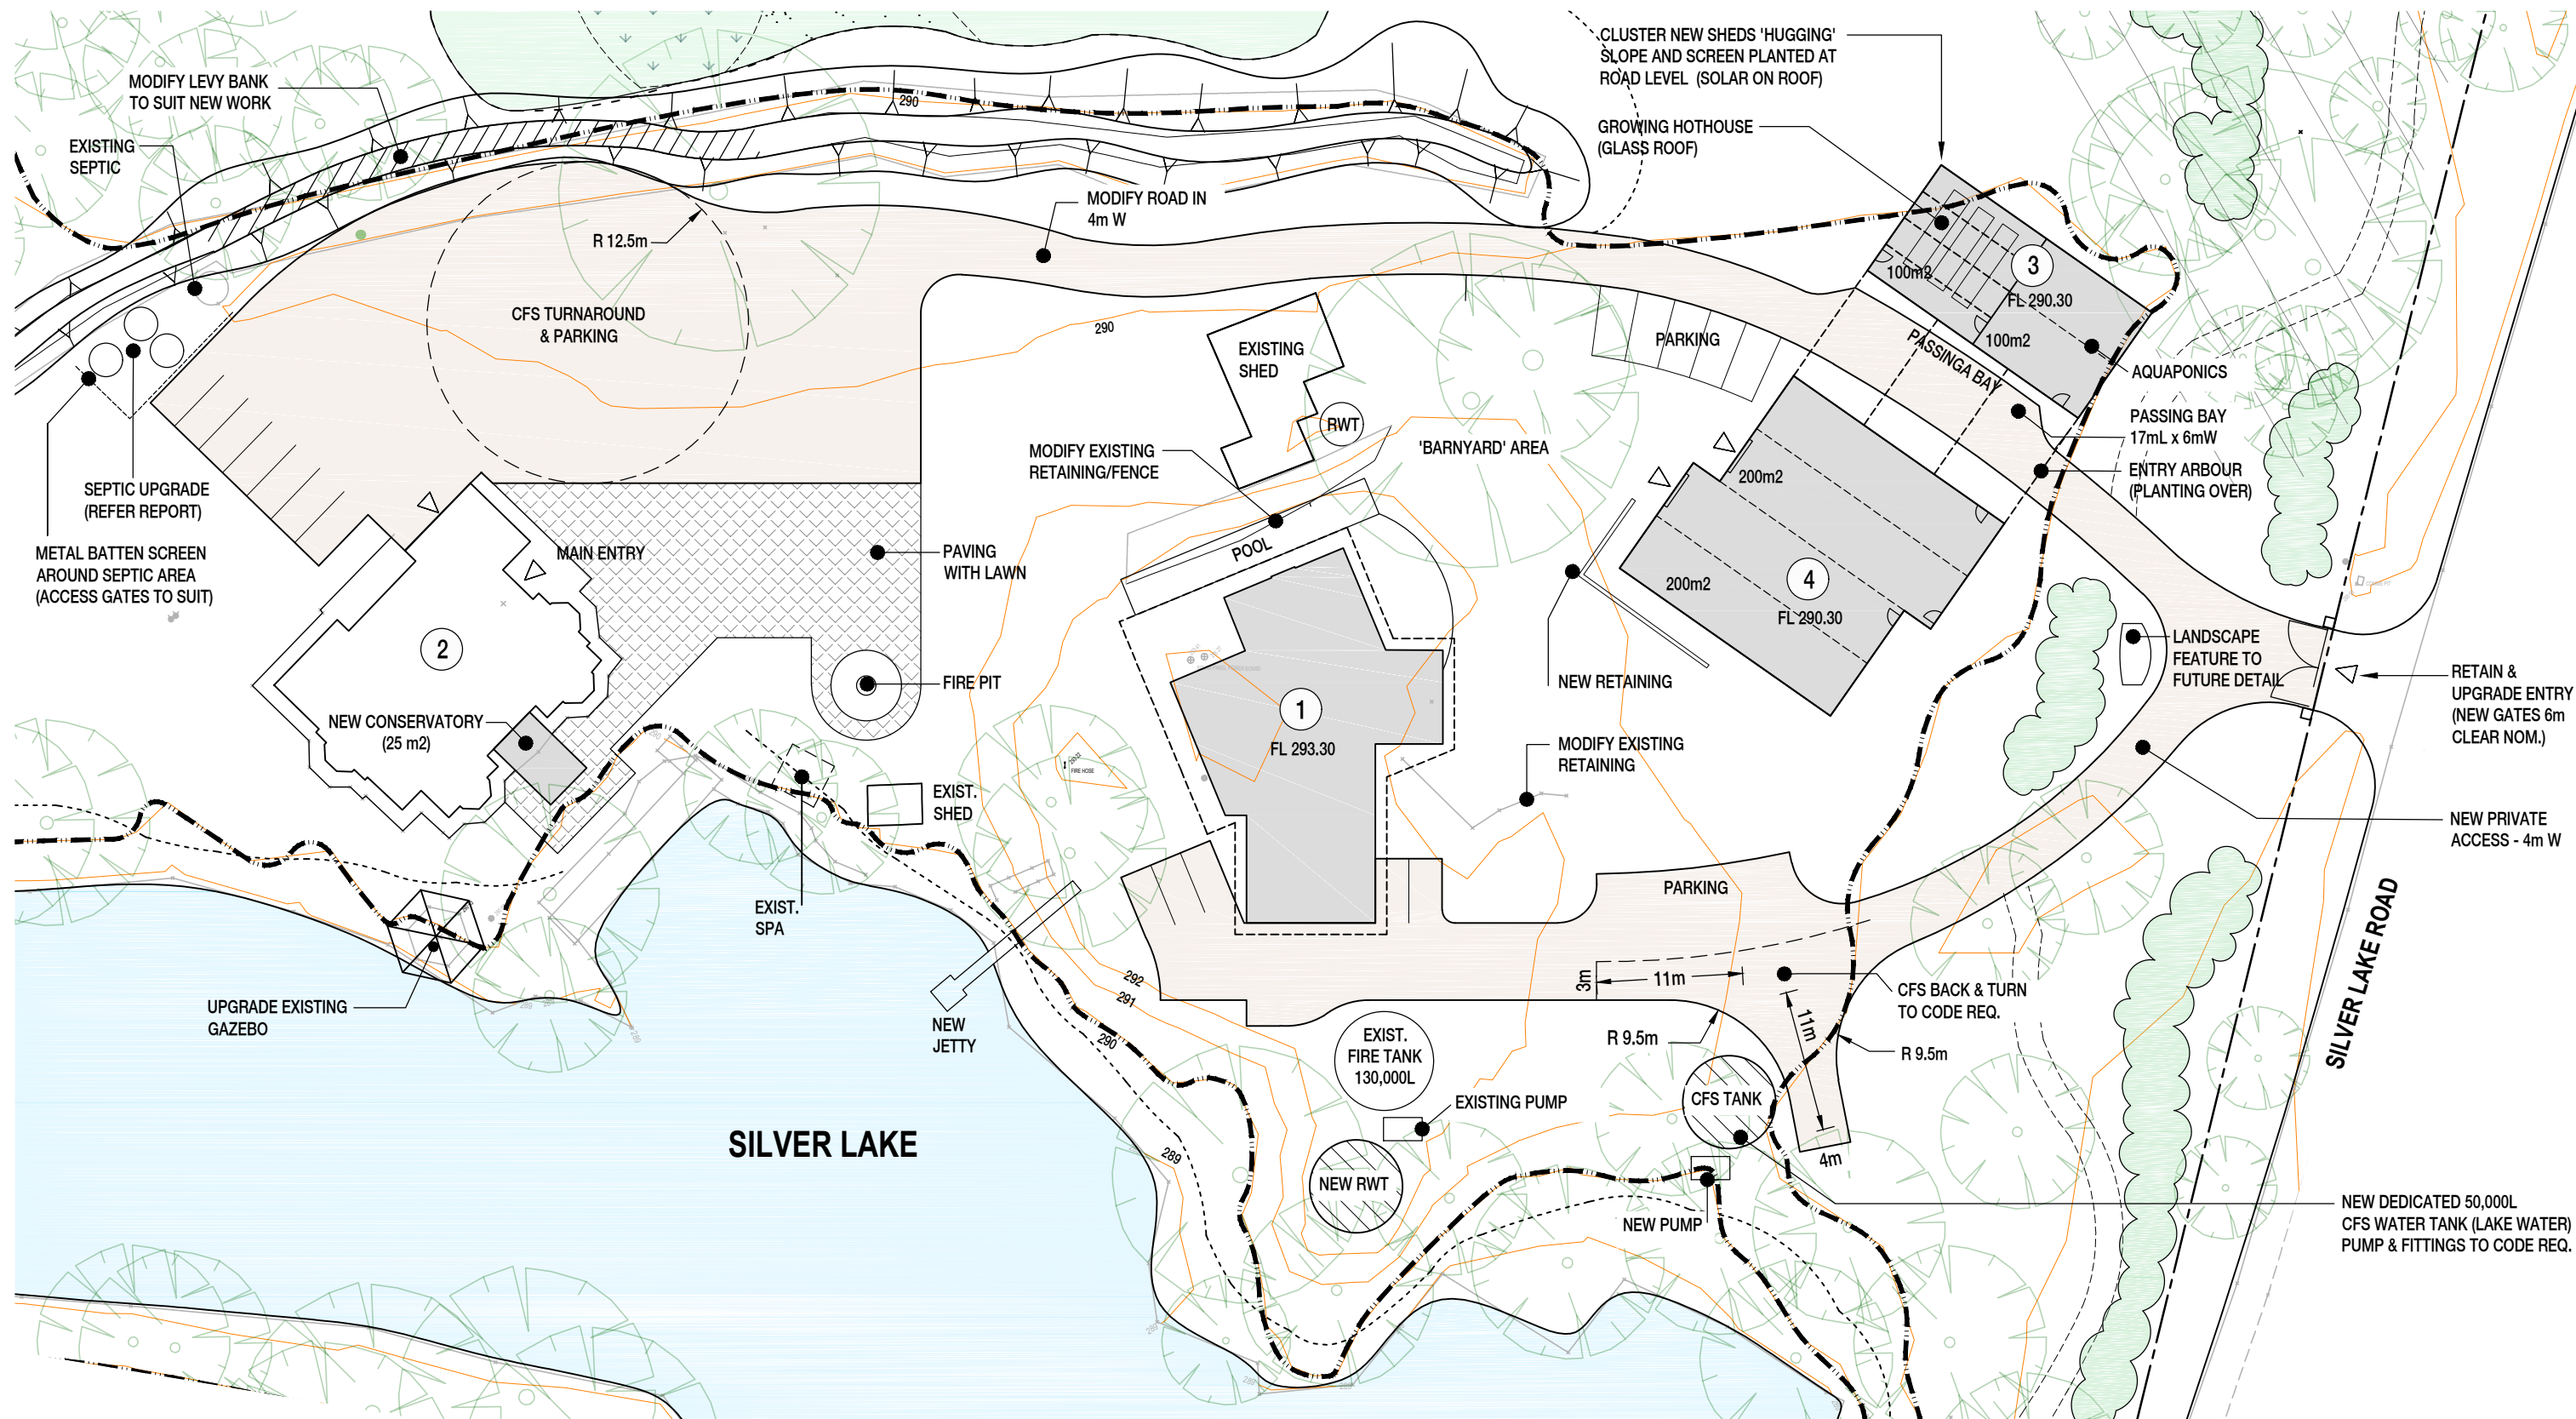 MODIFY LEVY BANK
TO SUIT NEW WORK
EXISTING
SEPTIC
290
CLUSTER NEW SHEDS 'HUGGING'
SLOPE AND SCREEN PLANTED AT
ROAD LEVEL (SOLAR ON ROOF)
GROWING HOTHOUSE
(GLASS ROOF)
MODIFY ROAD IN
4m W
R 12.5m
CFS TURNAROUND
& PARKING
290
EXISTING
SHED
RWT
PARKING
100m2
3
FL 290.30
100m2
PASSINGA BAY
AQUAPONICS
PASSING BAY
17mL x 6mW
ENTRY ARBOUR
(PLANTING OVER)
'BARNYARD' AREA
MODIFY EXISTING
RETAINING/FENCE
POOL
200m2
200m2
4
FL 290.30
SEPTIC UPGRADE
(REFER REPORT)
METAL BATTEN SCREEN
AROUND SEPTIC AREA
(ACCESS GATES TO SUIT)
MAIN ENTRY
PAVING
WITH LAWN
2
FIRE PIT
NEW CONSERVATORY
(25 m2)
1
FL 293.30
NEW RETAINING
MODIFY EXISTING
RETAINING
LANDSCAPE
FEATURE TO
FUTURE DETAIL
RETAIN &
UPGRADE ENTRY
(NEW GATES 6m
CLEAR NOM.)
NEW PRIVATE
ACCESS - 4m W
FIRE HOSE
EXIST.
SHED
EXIST.
SPA
UPGRADE EXISTING
GAZEBO
NEW
JETTY
292
291
290
289
PARKING
3m
11m
11m
CFS BACK & TURN
TO CODE REQ.
R 9.5m
R 9.5m
EXIST.
FIRE TANK
130,000L
EXISTING PUMP
CFS TANK
4m
NEW RWT
NEW PUMP
SILVER LAKE
SILVER LAKE ROAD
NEW DEDICATED 50,000L
CFS WATER TANK (LAKE WATER)
PUMP & FITTINGS TO CODE REQ.
289
289
289